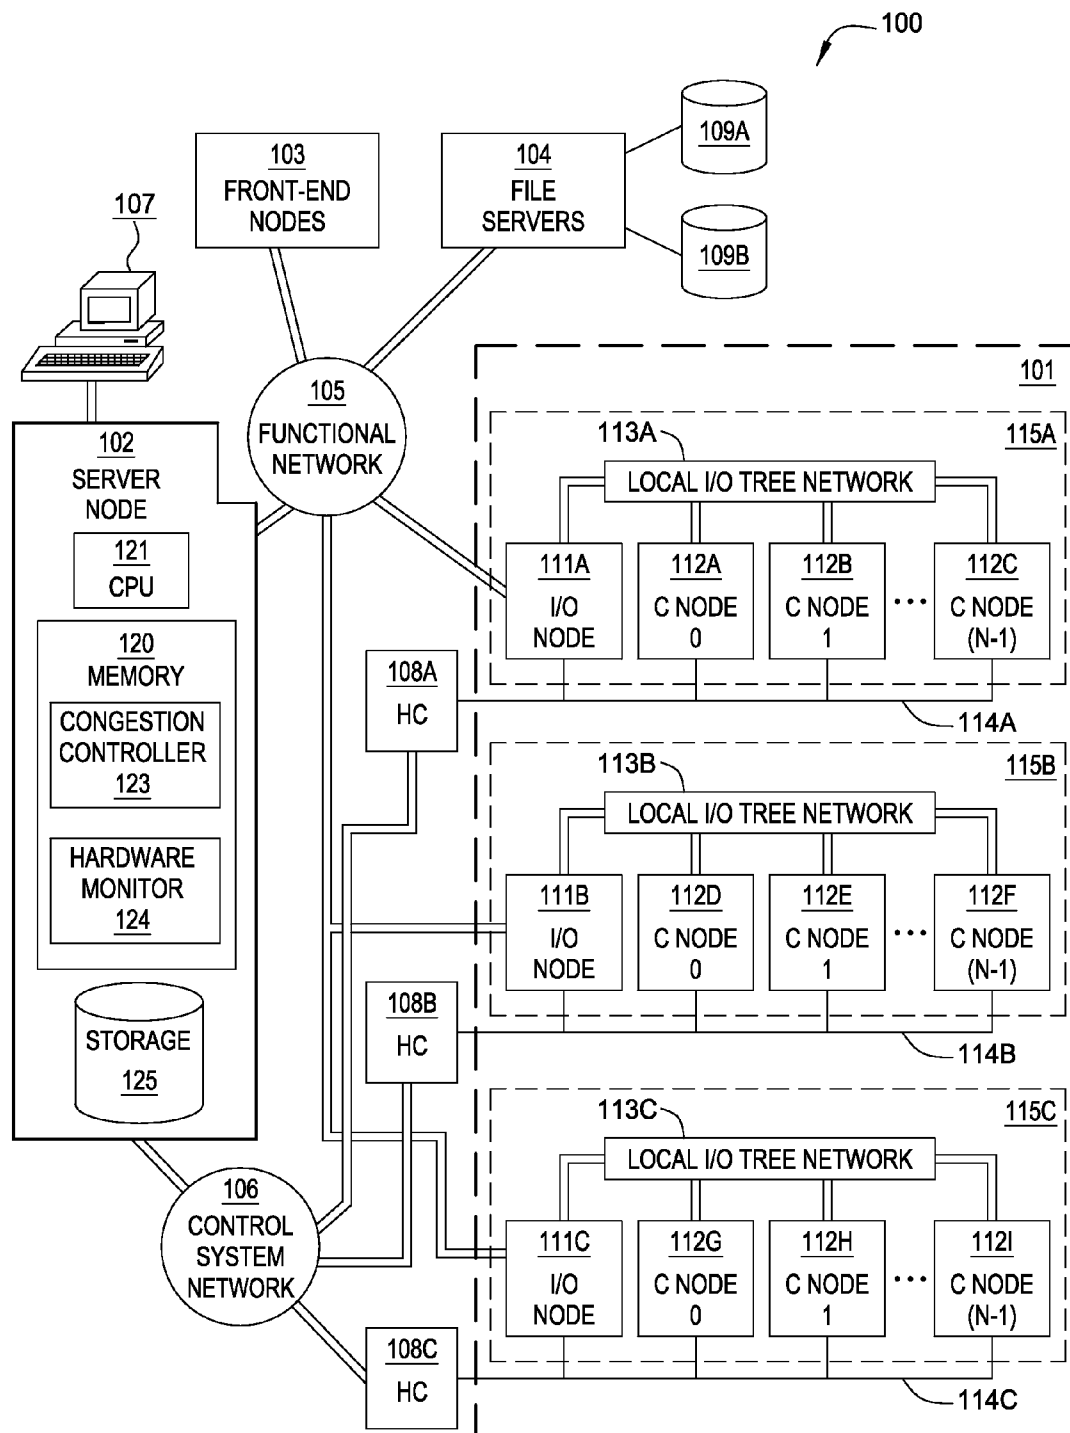 100
103
FRONT-END
NODES
104
FILE
SERVERS
109A
109B
107
105
FUNCTIONAL
NETWORK
102
SERVER
NODE
121
CPU
120
MEMORY
CONGESTION
CONTROLLER
123
HARDWARE
MONITOR
124
STORAGE
125
106
CONTROL
SYSTEM
NETWORK
108A
HC
108B
HC
108C
HC
101
115A
113A
LOCAL I/O TREE NETWORK
111A
I/O
NODE
112A
C NODE
0
112B
C NODE
1
...
112C
C NODE
(N-1)
114A
115B
113B
LOCAL I/O TREE NETWORK
111B
I/O
NODE
112D
C NODE
0
112E
C NODE
1
...
112F
C NODE
(N-1)
114B
115C
113C
LOCAL I/O TREE NETWORK
111C
I/O
NODE
112G
C NODE
0
112H
C NODE
1
...
112I
C NODE
(N-1)
114C